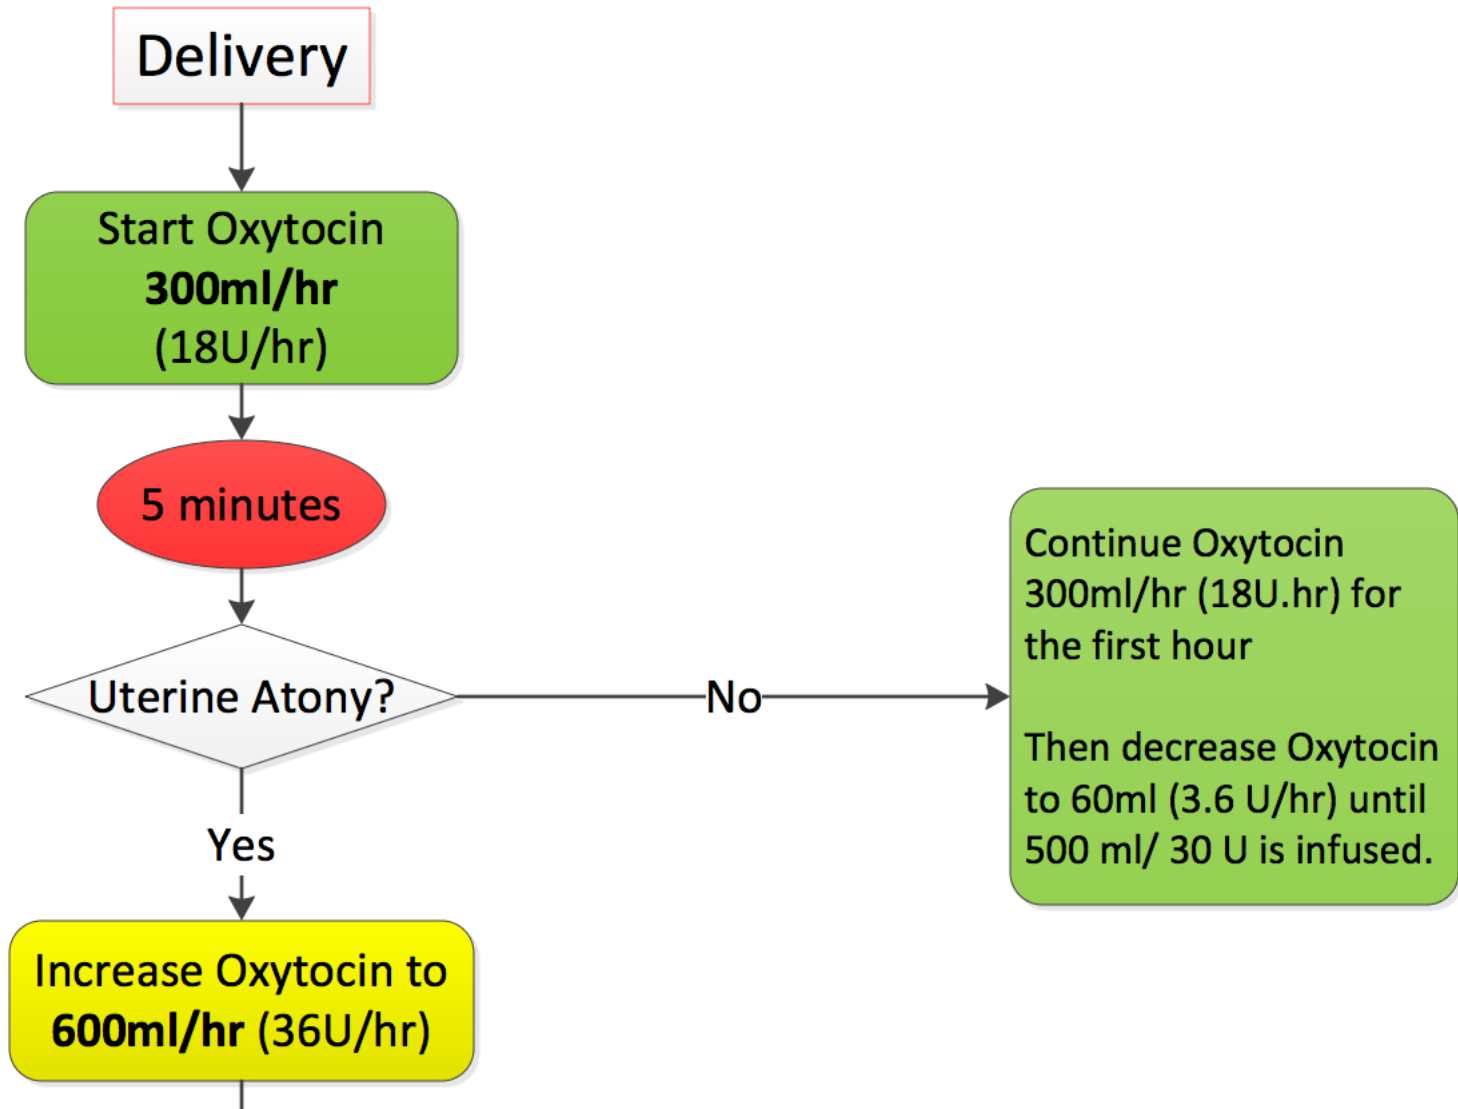 Delivery
Start Oxytocin
300ml/hr
(18U/hr)
5 minutes
Uterine Atony?
No
Continue Oxytocin
300ml/hr (18U.hr) for
the first hour
Then decrease Oxytocin
to 60ml (3.6 U/hr) until
500 ml/ 30 U is infused.
Yes
Increase Oxytocin to
600ml/hr (36U/hr)